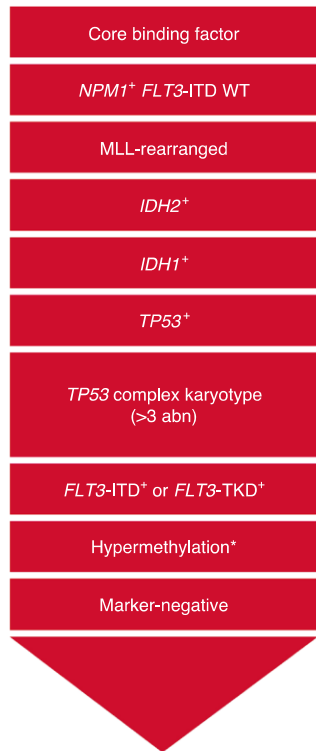 Core binding factor
NPM1⁺ FLT3-ITD WT
MLL-rearranged
IDH2⁺
IDH1⁺
TP53⁺
TP53 complex karyotype
(>3 abn)
FLT3-ITD⁺ or FLT3-TKD⁺
Hypermethylation*
Marker-negative